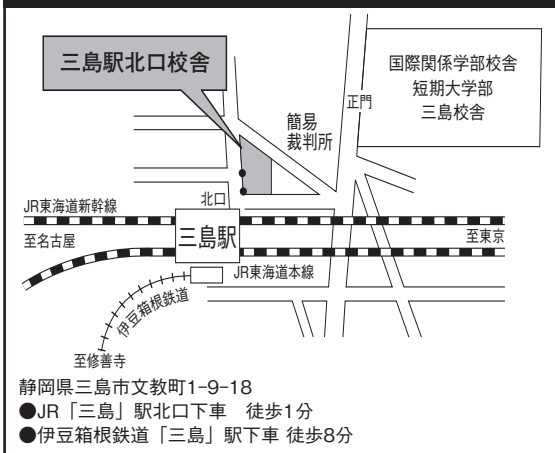 三島駅北口校舎
国際関係学部校舎
短期大学部
三島校舎
正門
簡易
裁判所
北口
JR東海道新幹線
至名古屋
三島駅
至東京
JR東海道本線
伊豆箱根鉄道
至修善寺
静岡県三島市文教町1-9-18
●JR「三島」駅北口下車 徒歩1分
●伊豆箱根鉄道「三島」駅下車 徒歩8分